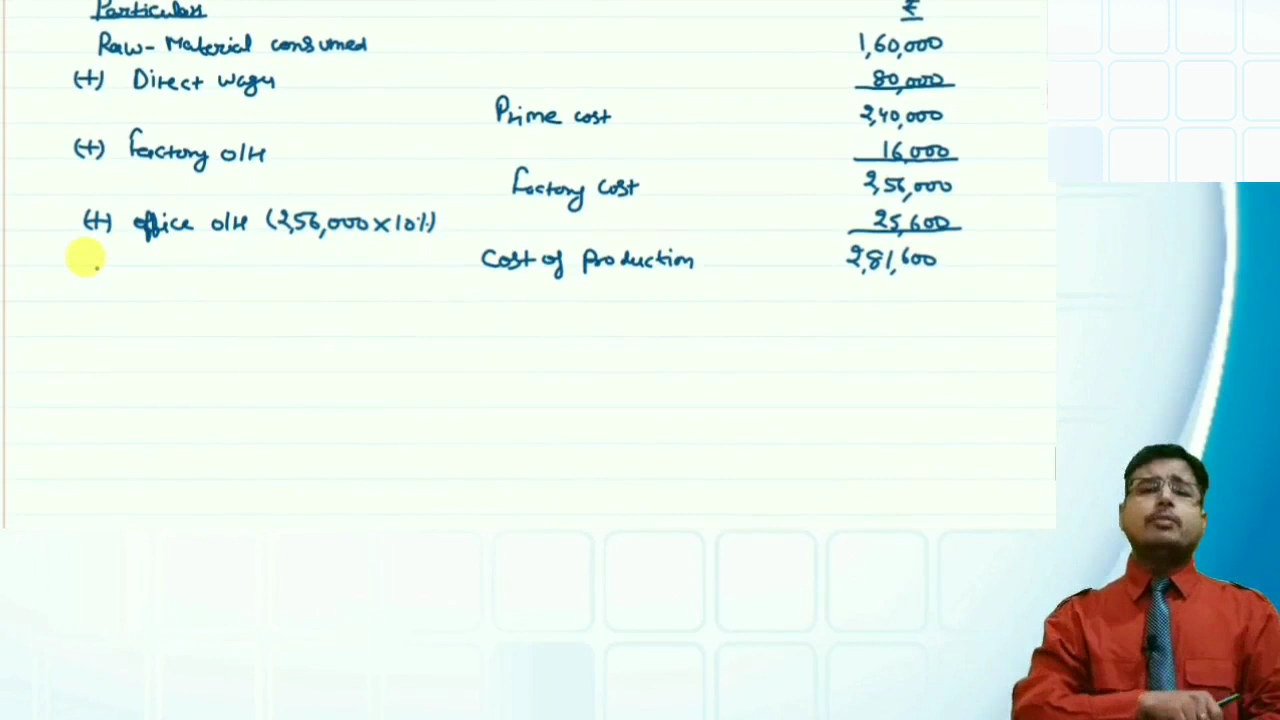 Particulars ₹
Raw-Material consumed 1,60,000
(+) Direct wages 80,000
Prime cost 2,40,000
(+) Factory o/H 16,000
Factory cost 2,56,000
(+) office o/H (2,56,000 × 10%) 25,600
Cost of Production 2,81,600